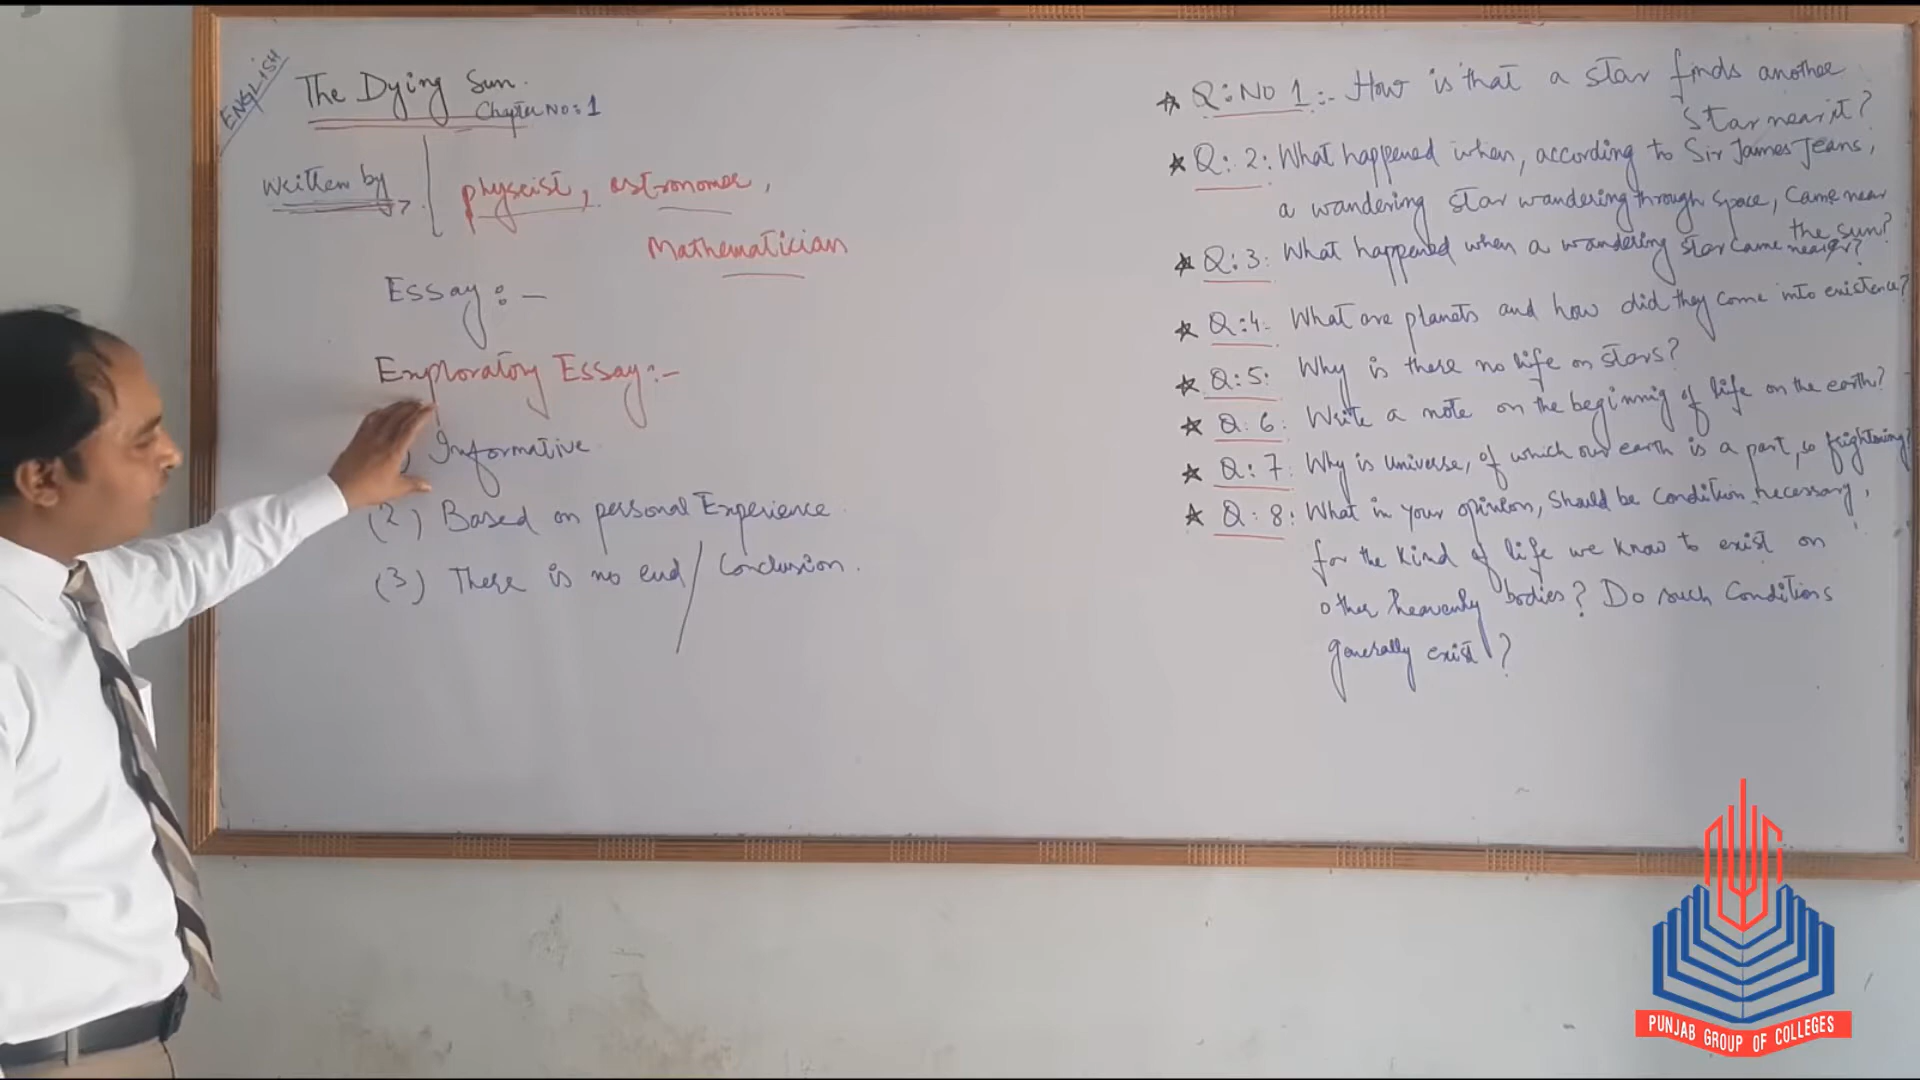 ENGLISH
The Dying Sun.
Chapter No: 1
written by
physcist, astronomer,
Mathematician
Essay: -
Exploratory Essay:-
) Informative
(2) Based on personal Experience.
(3) There is no end / Conclusion.
Q:No 1:- How is that a star finds another
star near it?
Q: 2: What happened when, according to Sir James Jeans,
a wandering star wandering through space, Came near
the sun?
Q:3: What happened when a wandering star came nearer?
Q:4: What are planets and how did they come into existence?
Q:5: Why is there no life on stars?
Q: 6: Write a note on the beginning of life on the earth?
Q: 7: Why is universe, of which our earth is a part, so frightening?
Q: 8: What in your opinion, should be condition necessary,
for the kind of life we know to exist on
other heavenly bodies? Do such conditions
generally exist?
PUNJAB GROUP OF COLLEGES